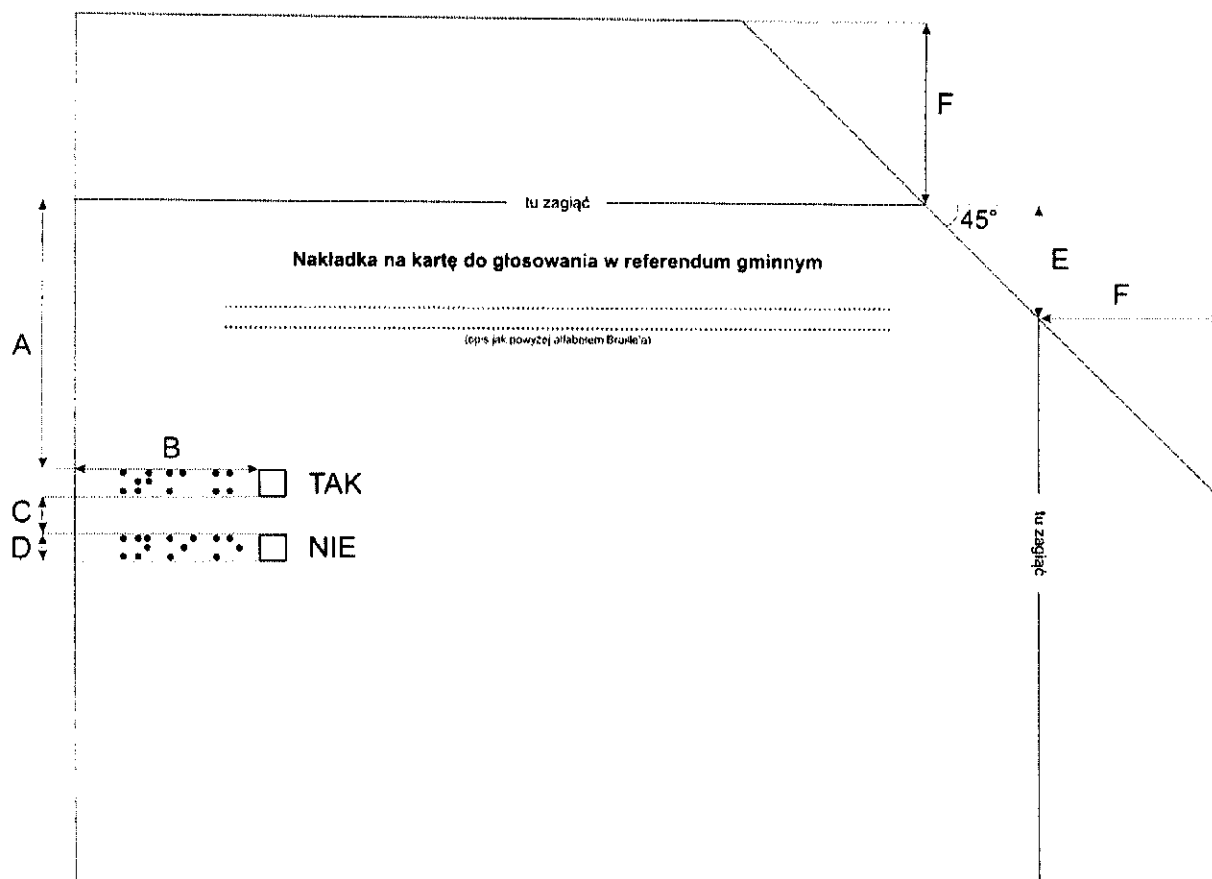 F
tu zagiąć
45°
Nakładka na kartę do głosowania w referendum gminnym
E
F
A
(opis jak powyżej alfabetem Braille'a)
B
TAK
C
D
NIE
tu zagiąć